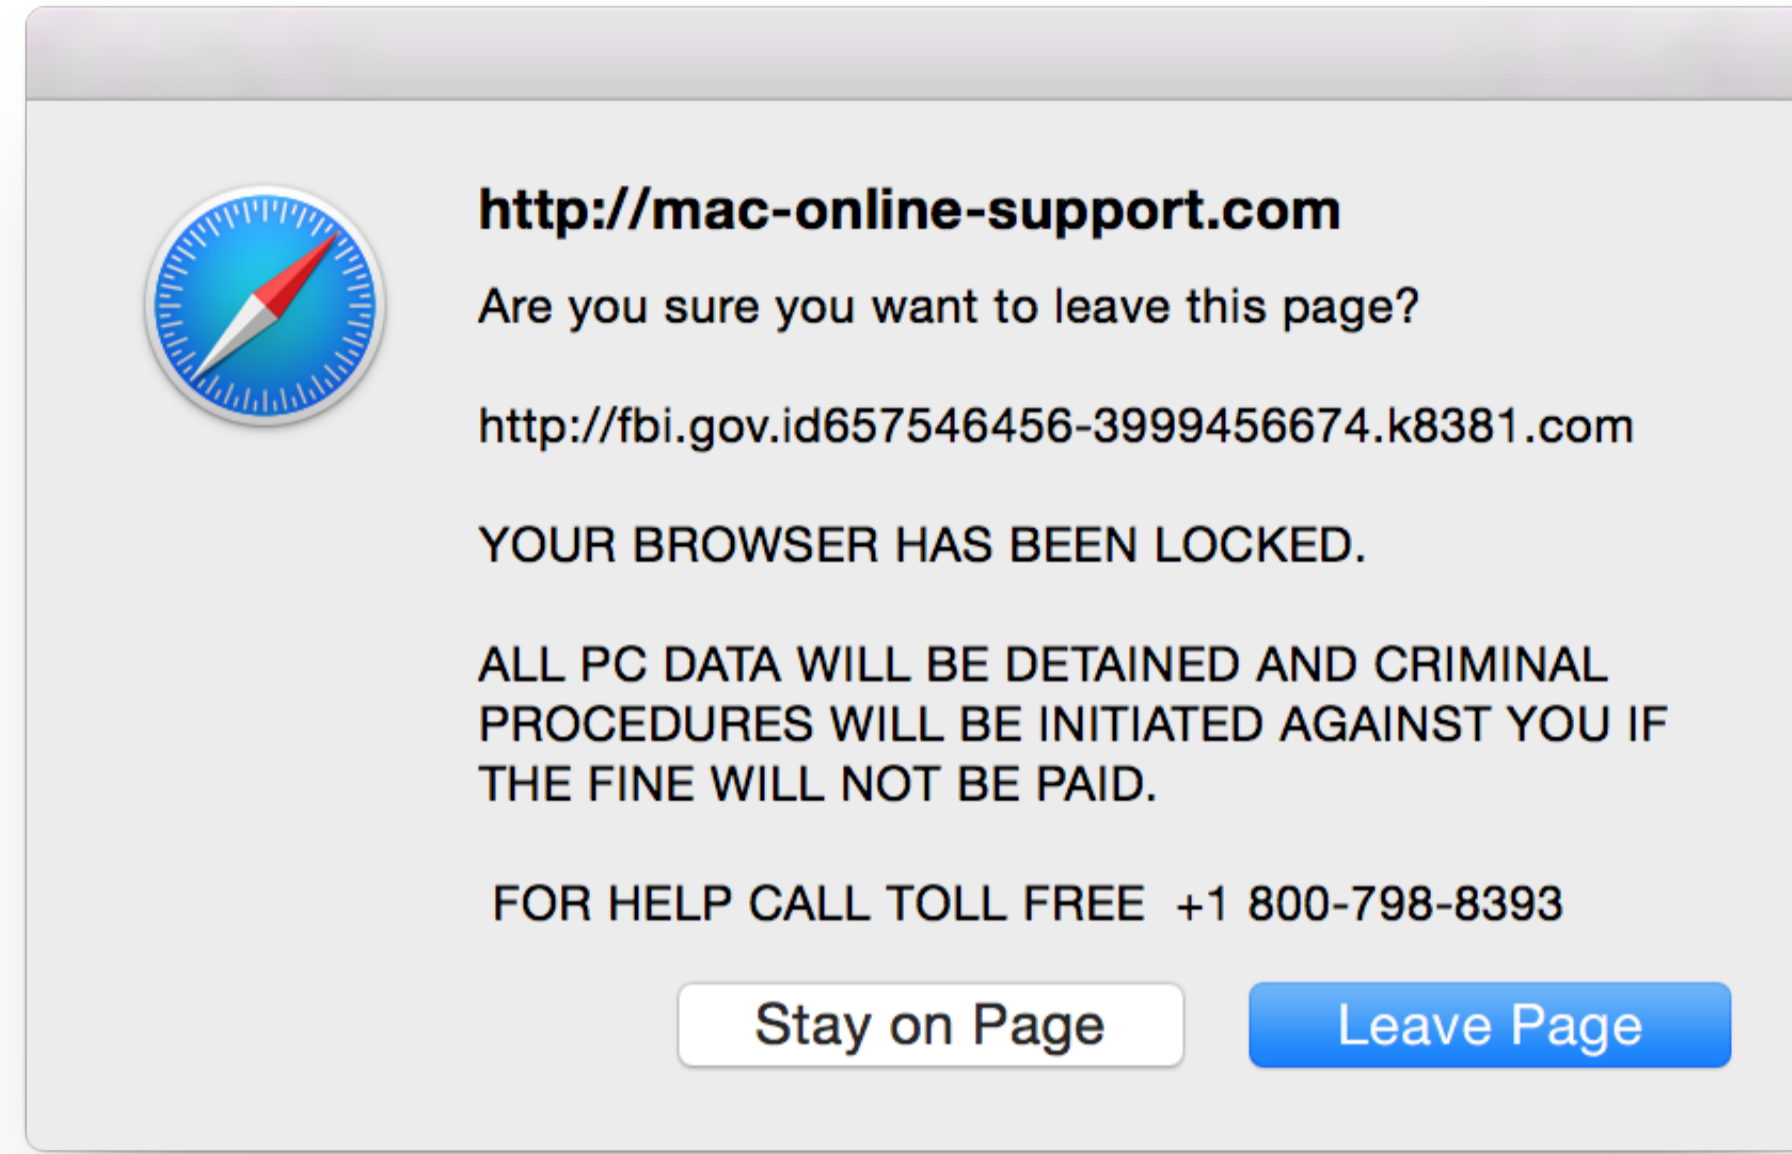 http://mac-online-support.com
Are you sure you want to leave this page?
http://fbi.gov.id657546456-3999456674.k8381.com
YOUR BROWSER HAS BEEN LOCKED.
ALL PC DATA WILL BE DETAINED AND CRIMINAL
PROCEDURES WILL BE INITIATED AGAINST YOU IF
THE FINE WILL NOT BE PAID.
FOR HELP CALL TOLL FREE  +1 800-798-8393
Stay on Page
Leave Page